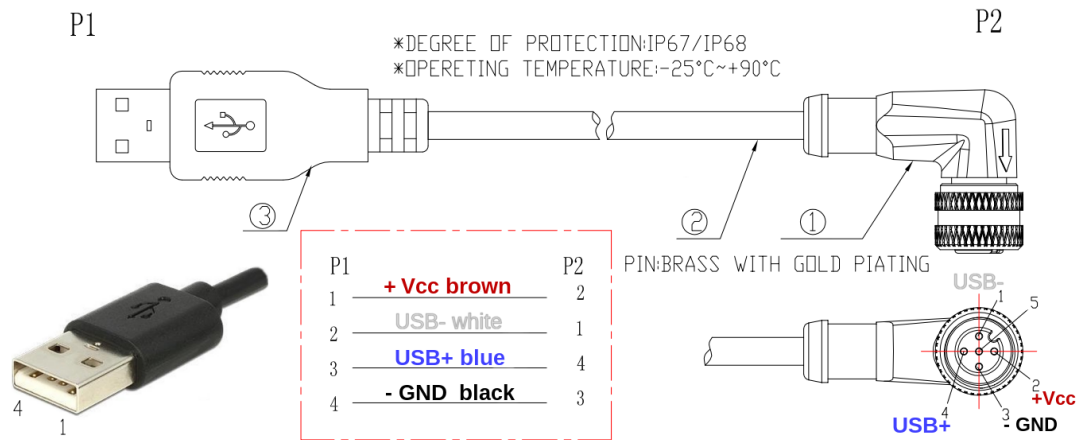 P1
P2
*DEGREE OF PROTECTION:IP67/IP68
*OPERETING TEMPERATURE:-25°C~+90°C
3
2
1
PIN:BRASS WITH GOLD PIATING
P1 P2
1 + Vcc brown 2
2 USB- white 1
3 USB+ blue 4
4 - GND black 3
USB-
1
5
2
+Vcc
4
3
USB+
- GND
4
1